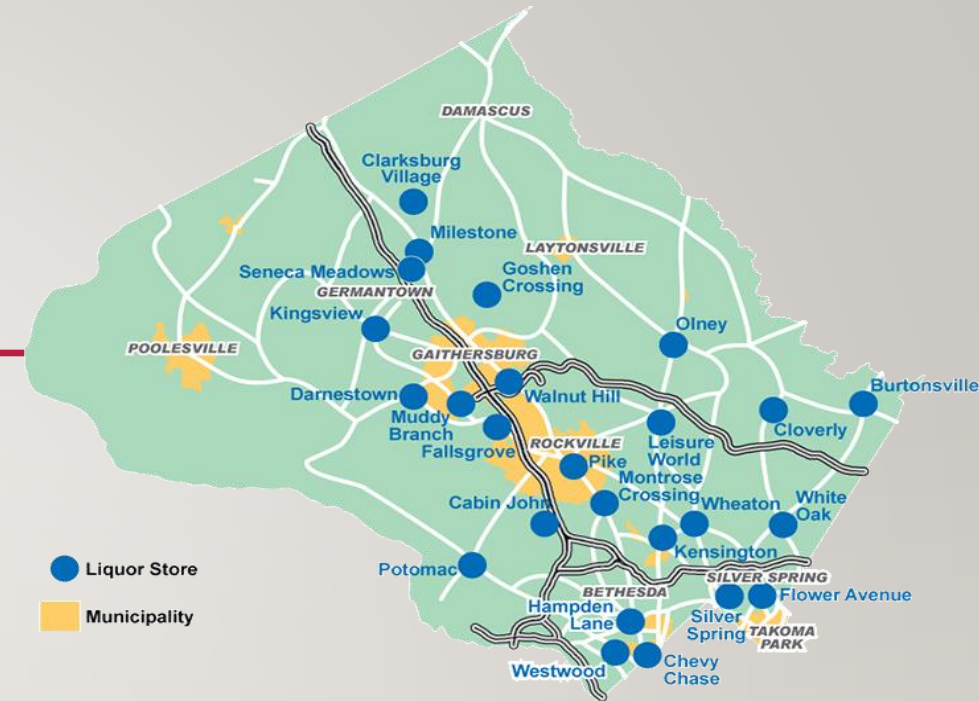 DAMASCUS
Clarksburg
Village
Milestone
LAYTONSVILLE
Seneca Meadows
Goshen
Crossing
GERMANTOWN
Kingsview
Olney
POOLESVILLE
GAITHERSBURG
Burtonsville
Darnestown
Walnut Hill
Muddy
Branch
Cloverly
Fallsgrove
ROCKVILLE
Leisure
World
Pike
Montrose
Crossing
Cabin John
Wheaton
White
Oak
Kensington
Potomac
Liquor Store
SILVER SPRING
BETHESDA
Flower Avenue
Hampden
Lane
Municipality
Silver
Spring
TAKOMA
PARK
Westwood
Chevy
Chase